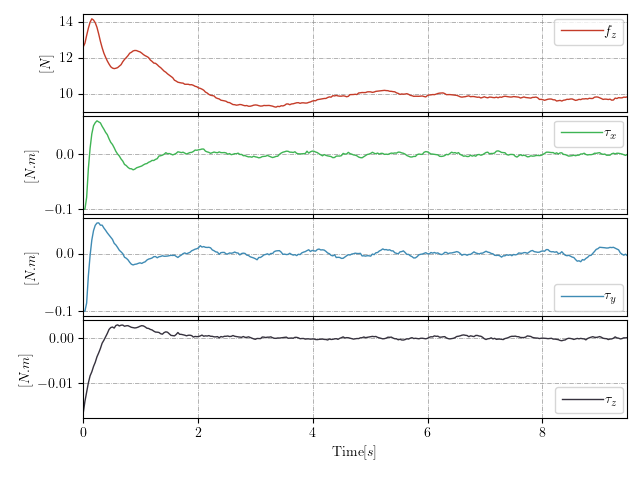 14
12
10
[N]
f_z
0.0
−0.1
[N.m]
τ_x
0.0
−0.1
[N.m]
τ_y
0.00
−0.01
[N.m]
τ_z
0 2 4 6 8
Time[s]